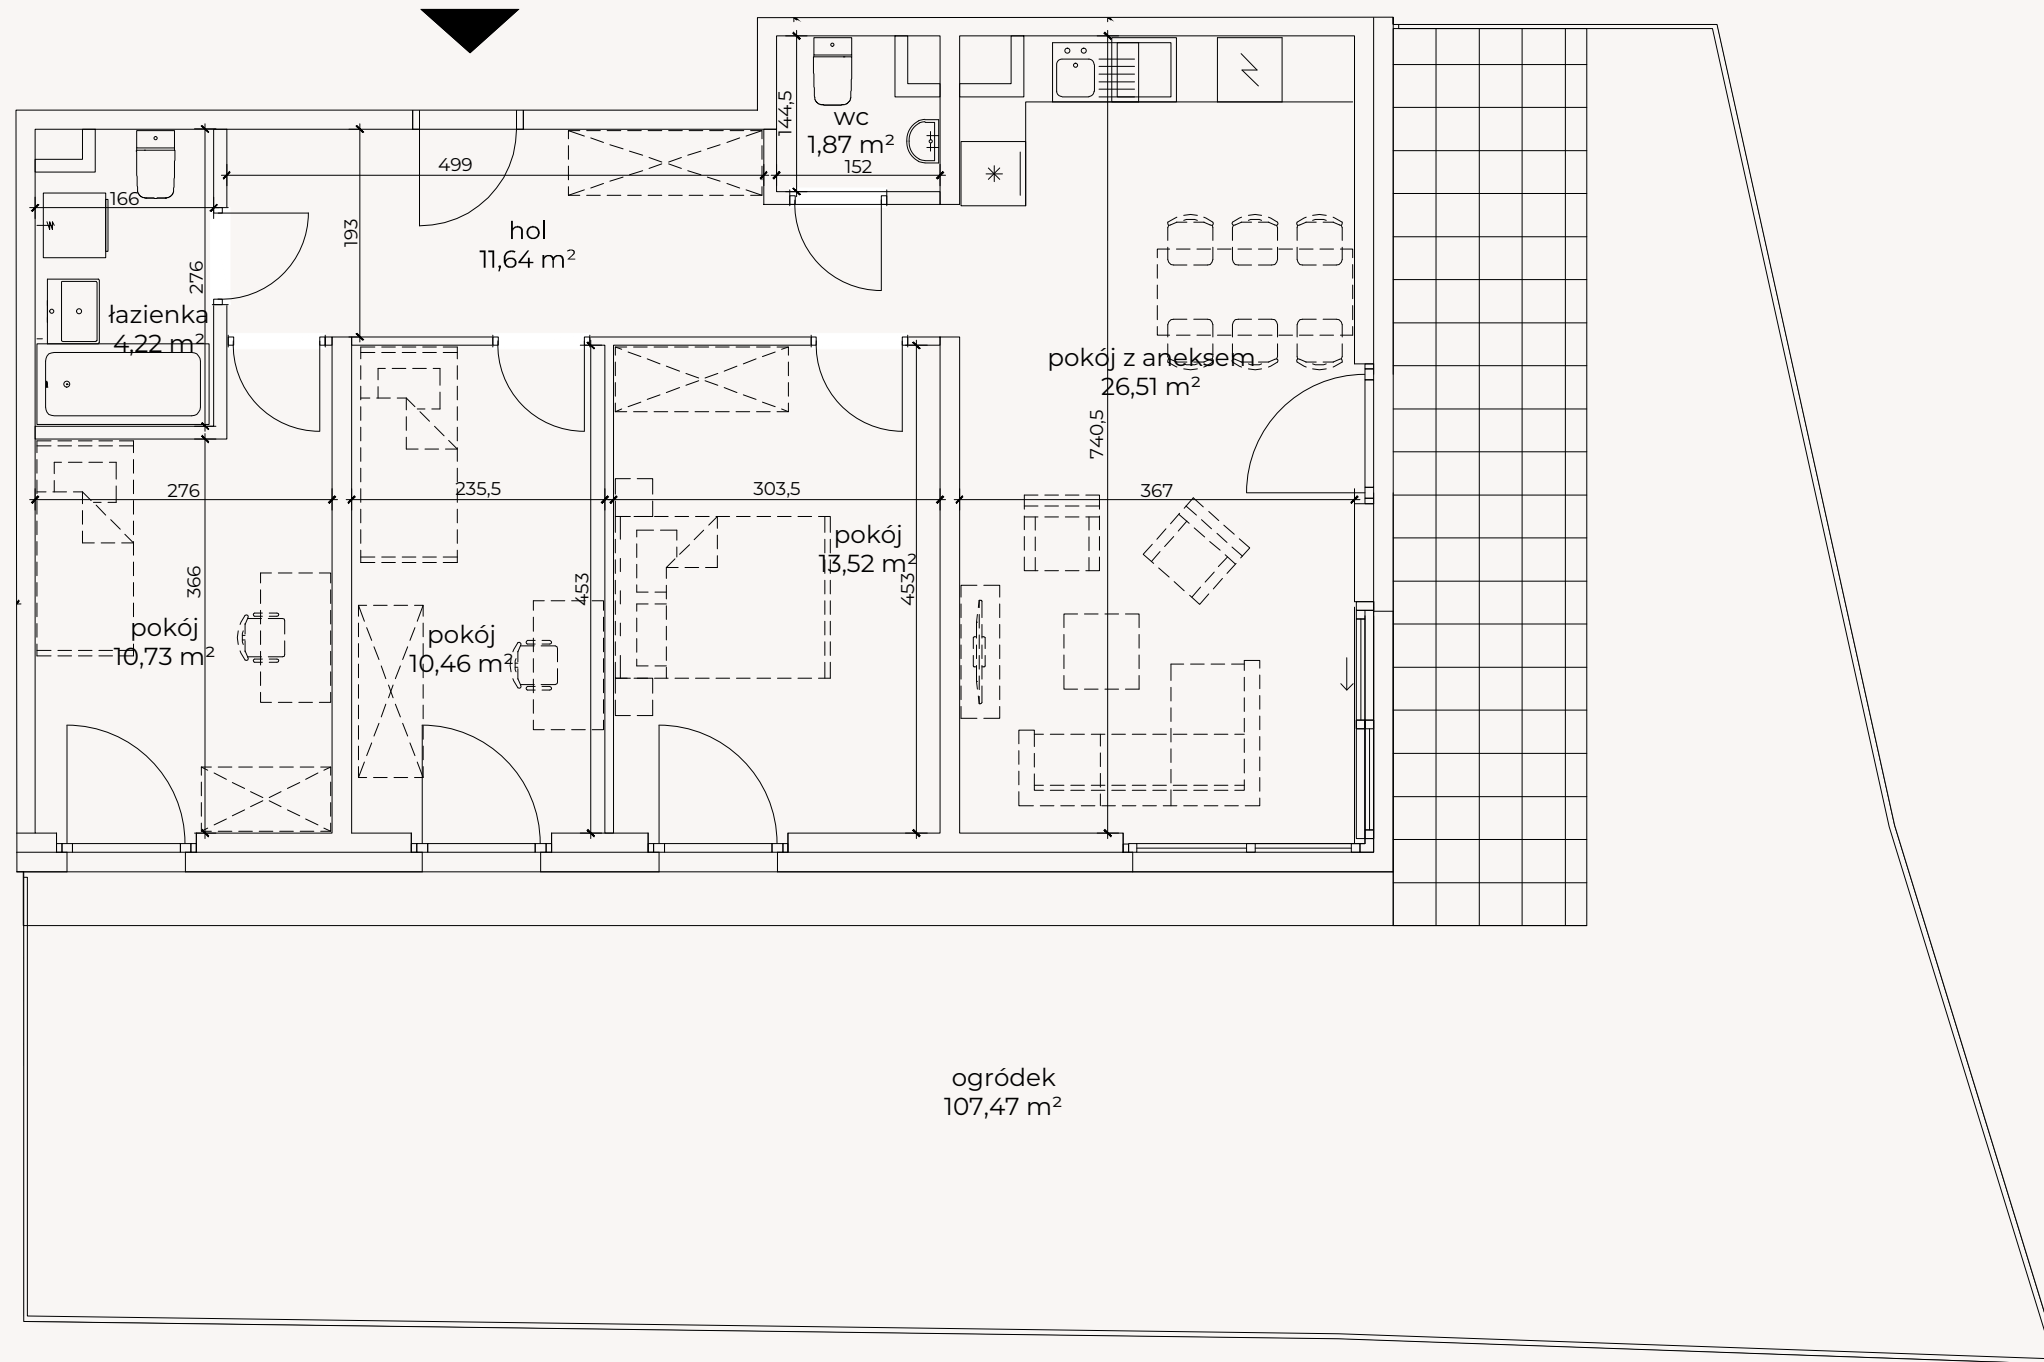 144,5
wc
1,87 m²
152
499
166
193
hol
11,64 m²
276
łazienka
4,22 m²
pokój z aneksem
26,51 m²
740,5
276
235,5
303,5
367
pokój
13,52 m²
366
453
453
pokój
10,73 m²
pokój
10,46 m²
ogródek
107,47 m²